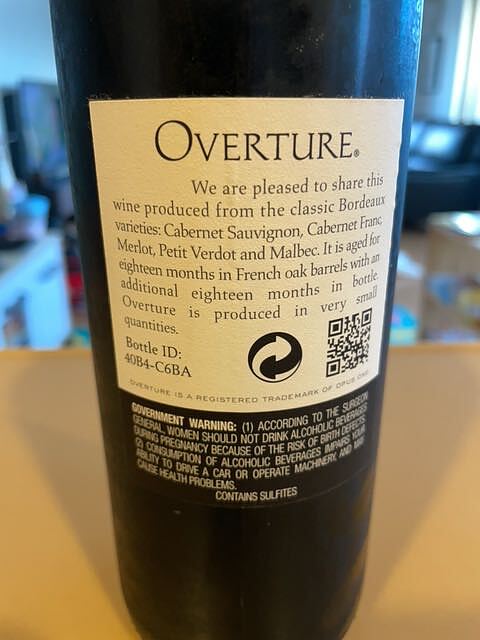 OVERTURE®
We are pleased to share this
wine produced from the classic Bordeaux
varieties: Cabernet Sauvignon, Cabernet Franc,
Merlot, Petit Verdot and Malbec. It is aged for
eighteen months in French oak barrels with an
additional eighteen months in bottle.
Overture is produced in very small
quantities.
Bottle ID:
40B4-C6BA
OVERTURE IS A REGISTERED TRADEMARK OF OPUS ONE
GOVERNMENT WARNING: (1) ACCORDING TO THE SURGEON
GENERAL, WOMEN SHOULD NOT DRINK ALCOHOLIC BEVERAGES
DURING PREGNANCY BECAUSE OF THE RISK OF BIRTH DEFECTS.
(2) CONSUMPTION OF ALCOHOLIC BEVERAGES IMPAIRS YOUR
ABILITY TO DRIVE A CAR OR OPERATE MACHINERY, AND MAY
CAUSE HEALTH PROBLEMS.
CONTAINS SULFITES